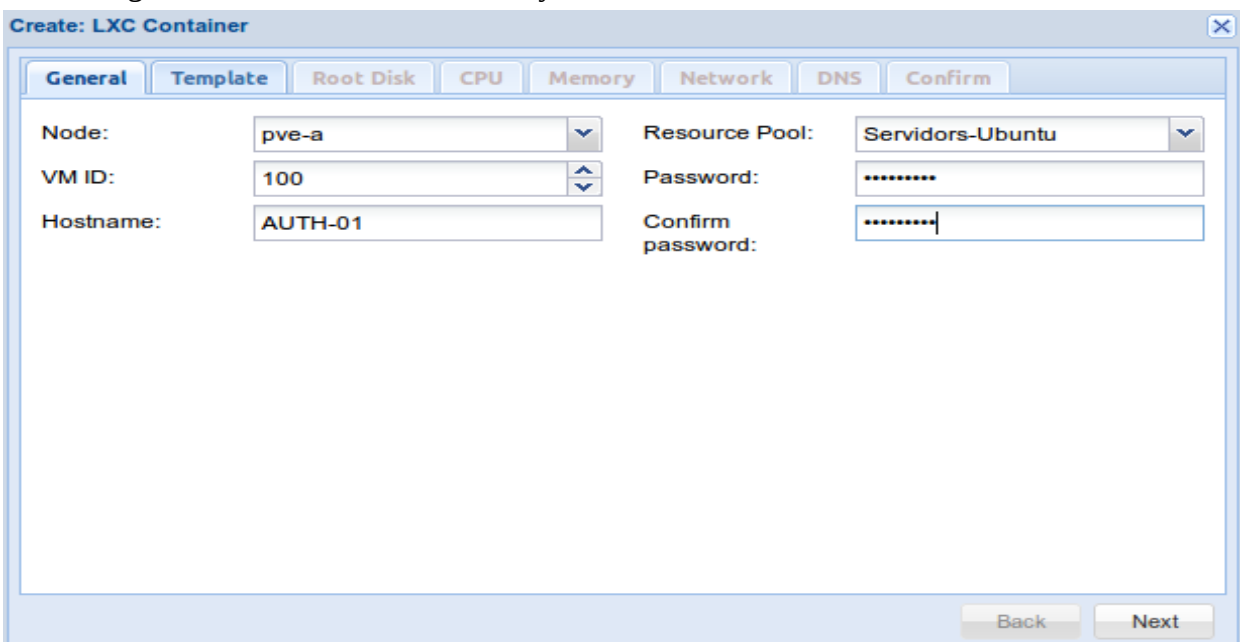 Create: LXC Container
General Template Root Disk CPU Memory Network DNS Confirm
Node: pve-a Resource Pool: Servidors-Ubuntu
VM ID: 100 Password: •••••••••
Hostname: AUTH-01 Confirm password: •••••••••
Back Next